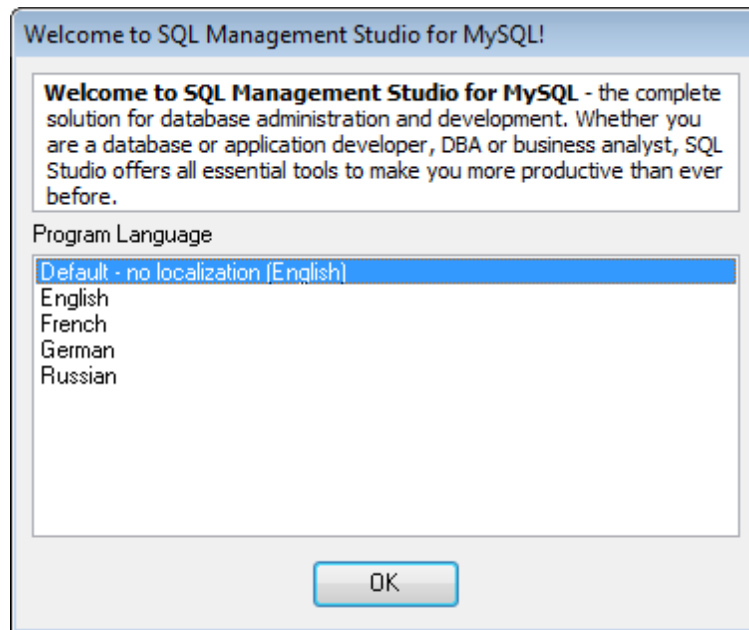 Welcome to SQL Management Studio for MySQL!
Welcome to SQL Management Studio for MySQL - the complete
solution for database administration and development. Whether you
are a database or application developer, DBA or business analyst, SQL
Studio offers all essential tools to make you more productive than ever
before.
Program Language
Default - no localization (English)
English
French
German
Russian
OK